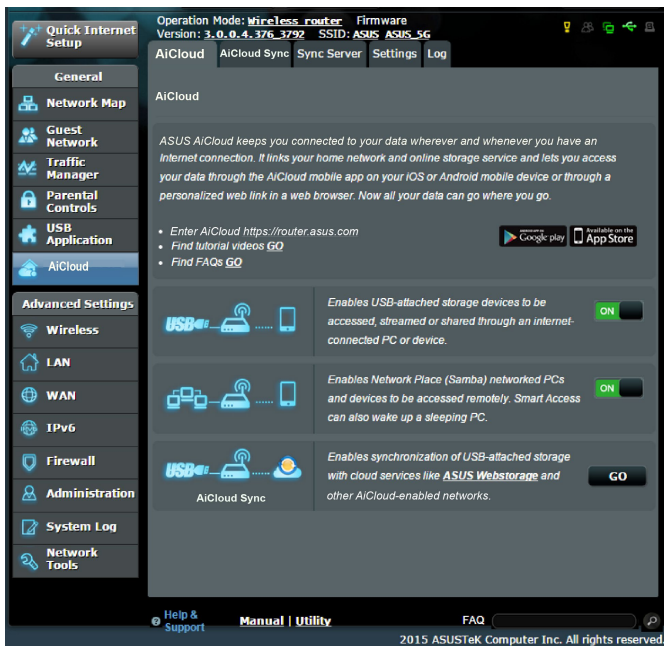 Quick Internet
Setup
Operation Mode: Wireless router Firmware
Version: 3.0.0.4.376_3792 SSID: ASUS ASUS_5G
AiCloud AiCloud Sync Sync Server Settings Log
General
Network Map
Guest
Network
Traffic
Manager
Parental
Controls
USB
Application
AiCloud
Advanced Settings
Wireless
LAN
WAN
IPv6
Firewall
Administration
System Log
Network
Tools
AiCloud
ASUS AiCloud keeps you connected to your data wherever and whenever you have an
Internet connection. It links your home network and online storage service and lets you access
your data through the AiCloud mobile app on your iOS or Android mobile device or through a
personalized web link in a web browser. Now all your data can go where you go.
• Enter AiCloud https://router.asus.com
• Find tutorial videos GO
• Find FAQs GO
Google play
Available on the
App Store
USB
Enables USB-attached storage devices to be
accessed, streamed or shared through an internet-
connected PC or device.
ON
Enables Network Place (Samba) networked PCs
and devices to be accessed remotely. Smart Access
can also wake up a sleeping PC.
ON
USB
AiCloud Sync
Enables synchronization of USB-attached storage
with cloud services like ASUS Webstorage and
other AiCloud-enabled networks.
GO
Help &
Support
Manual | Utility
FAQ
2015 ASUSTeK Computer Inc. All rights reserved.